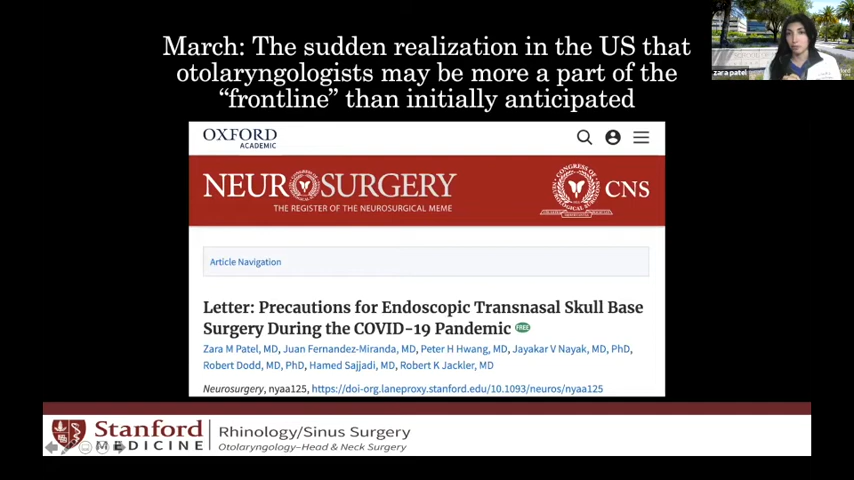 March: The sudden realization in the US that
otolaryngologists may be more a part of the
“frontline” than initially anticipated
zara patel
OXFORD
ACADEMIC
NEUROSURGERY
THE REGISTER OF THE NEUROSURGICAL MEME
CNS
Article Navigation
Letter: Precautions for Endoscopic Transnasal Skull Base
Surgery During the COVID-19 Pandemic FREE
Zara M Patel, MD, Juan Fernandez-Miranda, MD, Peter H Hwang, MD, Jayakar V Nayak, MD, PhD,
Robert Dodd, MD, PhD, Hamed Sajjadi, MD, Robert K Jackler, MD
Neurosurgery, nyaa125, https://doi-org.laneproxy.stanford.edu/10.1093/neuros/nyaa125
Stanford
MEDICINE
Rhinology/Sinus Surgery
Otolaryngology–Head & Neck Surgery